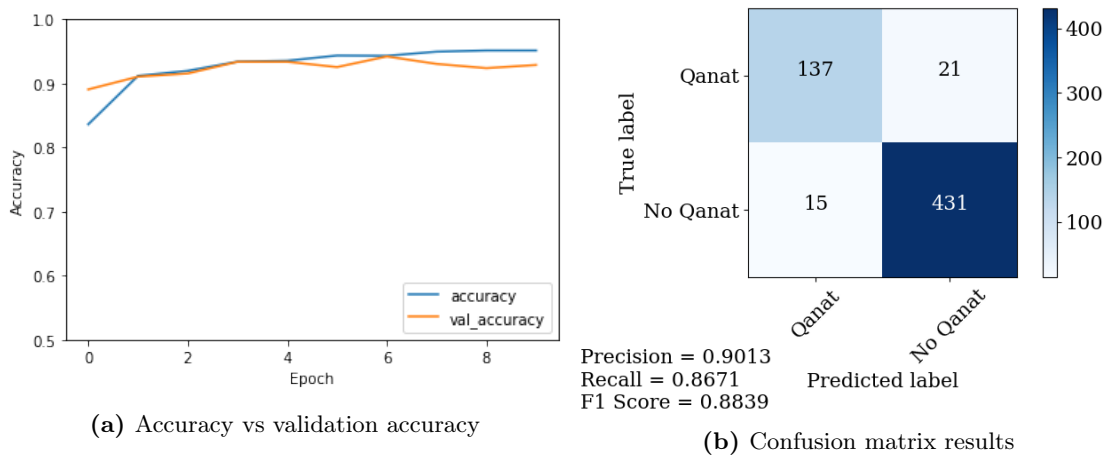 1.0
0.9
0.8
0.7
0.6
0.5
Accuracy
0
2
4
6
8
Epoch
accuracy
val_accuracy
(a) Accuracy vs validation accuracy
True label
Qanat
No Qanat
137
21
15
431
400
300
200
100
Qanat
No Qanat
Predicted label
Precision = 0.9013
Recall = 0.8671
F1 Score = 0.8839
(b) Confusion matrix results